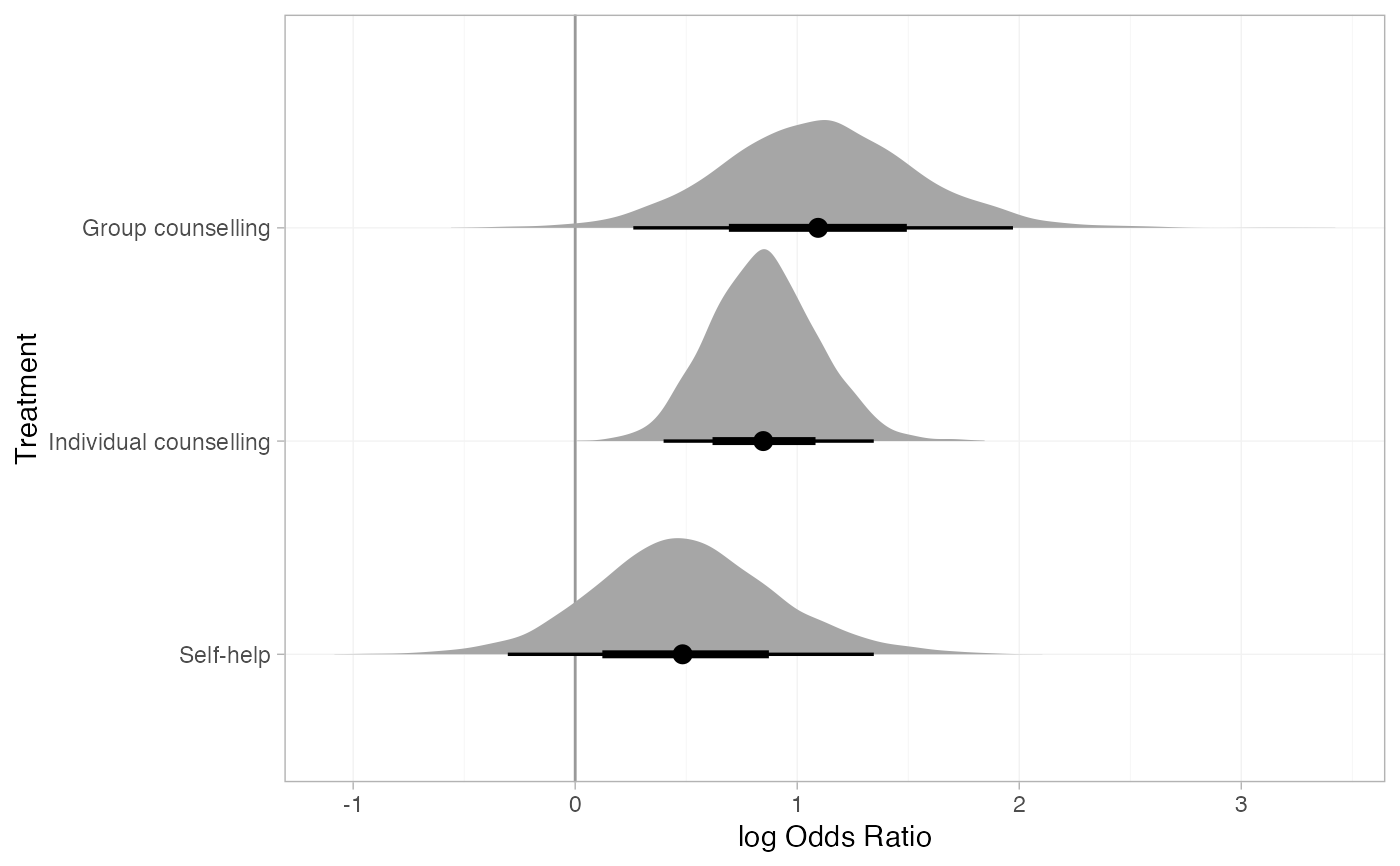 Treatment
Group counselling
Individual counselling
Self-help
-1 0 1 2 3
log Odds Ratio